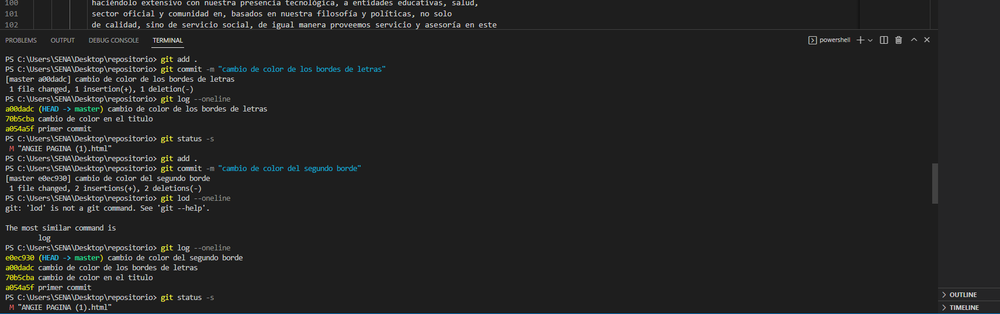 100 haciéndolo extensivo con nuestra presencia tecnológica, a entidades educativas, salud,
101 sector oficial y comunidad en, basados en nuestra filosofía y políticas, no solo
102 de calidad, sino de servicio social, de igual manera proveemos servicio y asesoría en este
PROBLEMS OUTPUT DEBUG CONSOLE TERMINAL powershell
PS C:\Users\SENA\Desktop\repositorio> git add .
PS C:\Users\SENA\Desktop\repositorio> git commit -m "cambio de color de los bordes de letras"
[master a00dadc] cambio de color de los bordes de letras
 1 file changed, 1 insertion(+), 1 deletion(-)
PS C:\Users\SENA\Desktop\repositorio> git log --oneline
a00dadc (HEAD -> master) cambio de color de los bordes de letras
70b5cba cambio de color en el titulo
a054a5f primer commit
PS C:\Users\SENA\Desktop\repositorio> git status -s
 M "ANGIE PAGINA (1).html"
PS C:\Users\SENA\Desktop\repositorio> git add .
PS C:\Users\SENA\Desktop\repositorio> git commit -m "cambio de color del segundo borde"
[master e0ec930] cambio de color del segundo borde
 1 file changed, 2 insertions(+), 2 deletions(-)
PS C:\Users\SENA\Desktop\repositorio> git lod --oneline
git: 'lod' is not a git command. See 'git --help'.
The most similar command is
log
PS C:\Users\SENA\Desktop\repositorio> git log --oneline
e0ec930 (HEAD -> master) cambio de color del segundo borde
a00dadc cambio de color de los bordes de letras
70b5cba cambio de color en el titulo
a054a5f primer commit
PS C:\Users\SENA\Desktop\repositorio> git status -s
 M "ANGIE PAGINA (1).html"
OUTLINE
TIMELINE